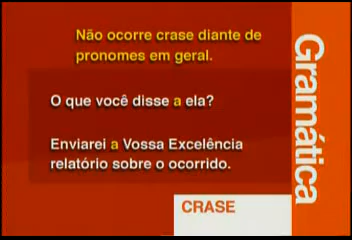 Não ocorre crase diante de
pronomes em geral.
O que você disse a ela?
Enviarei a Vossa Excelência
relatório sobre o ocorrido.
CRASE
Gramática